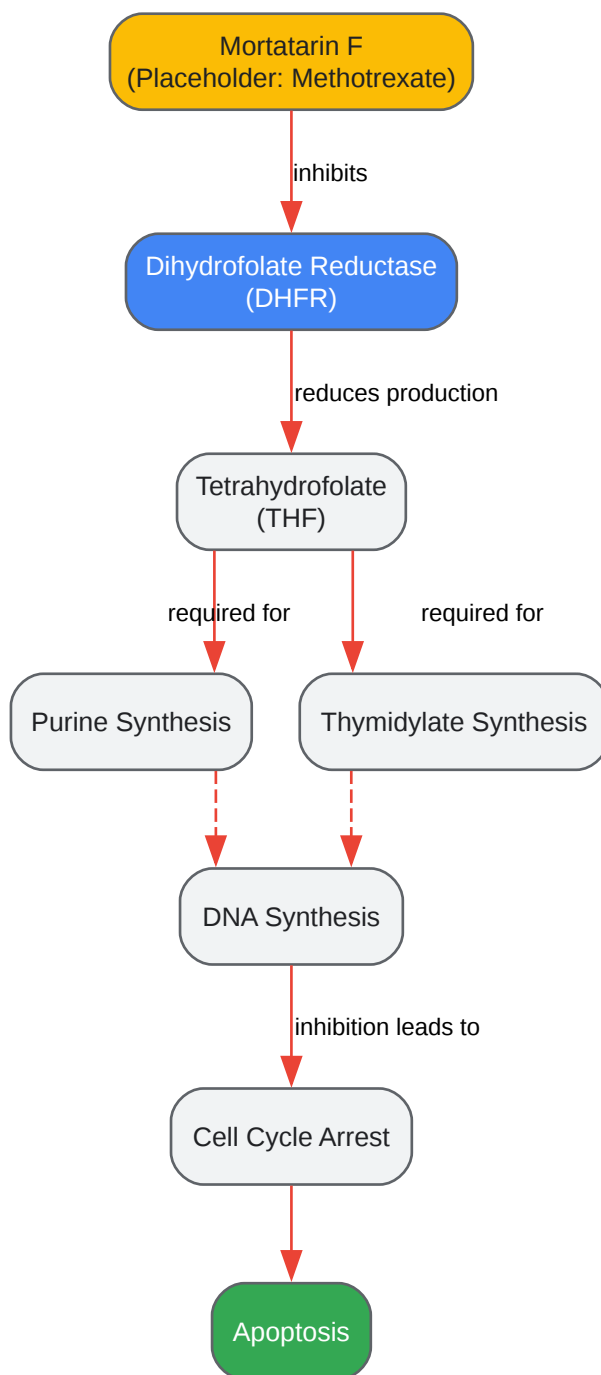 Mortatarin F
(Placeholder: Methotrexate)
inhibits
Dihydrofolate Reductase
(DHFR)
reduces production
Tetrahydrofolate
(THF)
required for
required for
Purine Synthesis
Thymidylate Synthesis
DNA Synthesis
inhibition leads to
Cell Cycle Arrest
Apoptosis